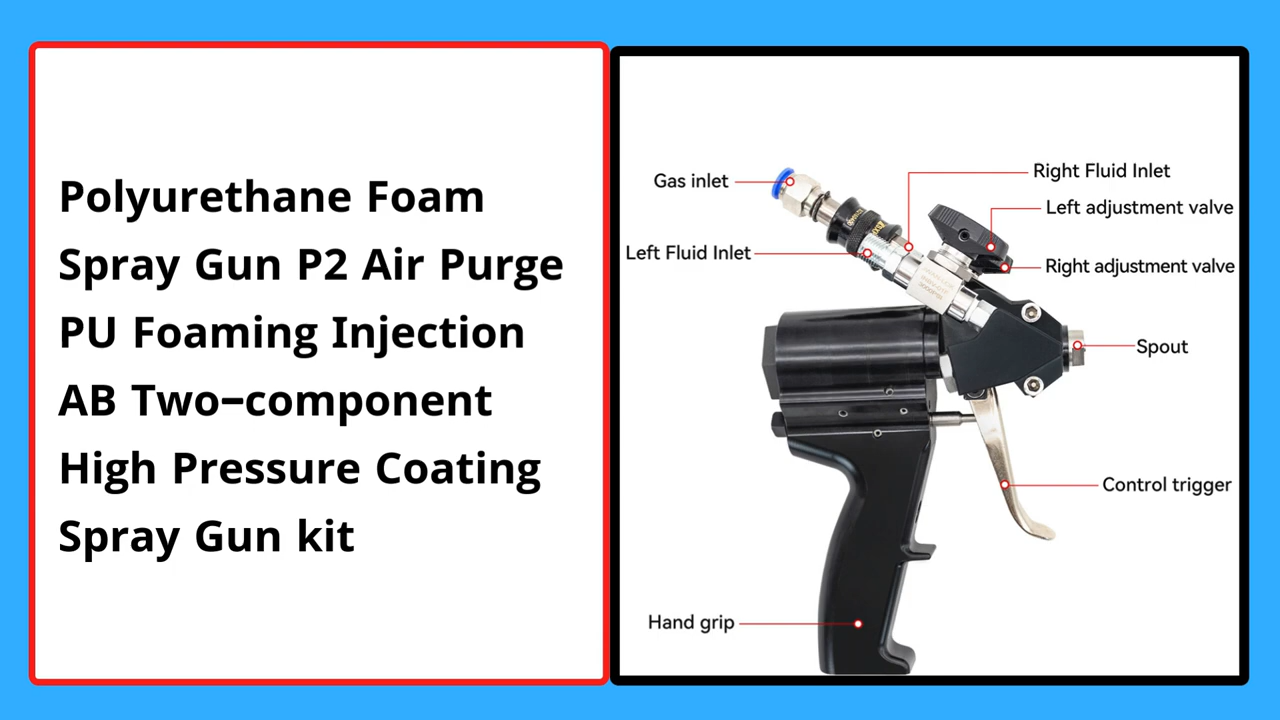 Polyurethane Foam
Spray Gun P2 Air Purge
PU Foaming Injection
AB Two-component
High Pressure Coating
Spray Gun kit
Gas inlet
Left Fluid Inlet
Right Fluid Inlet
Left adjustment valve
Right adjustment valve
Spout
Control trigger
Hand grip